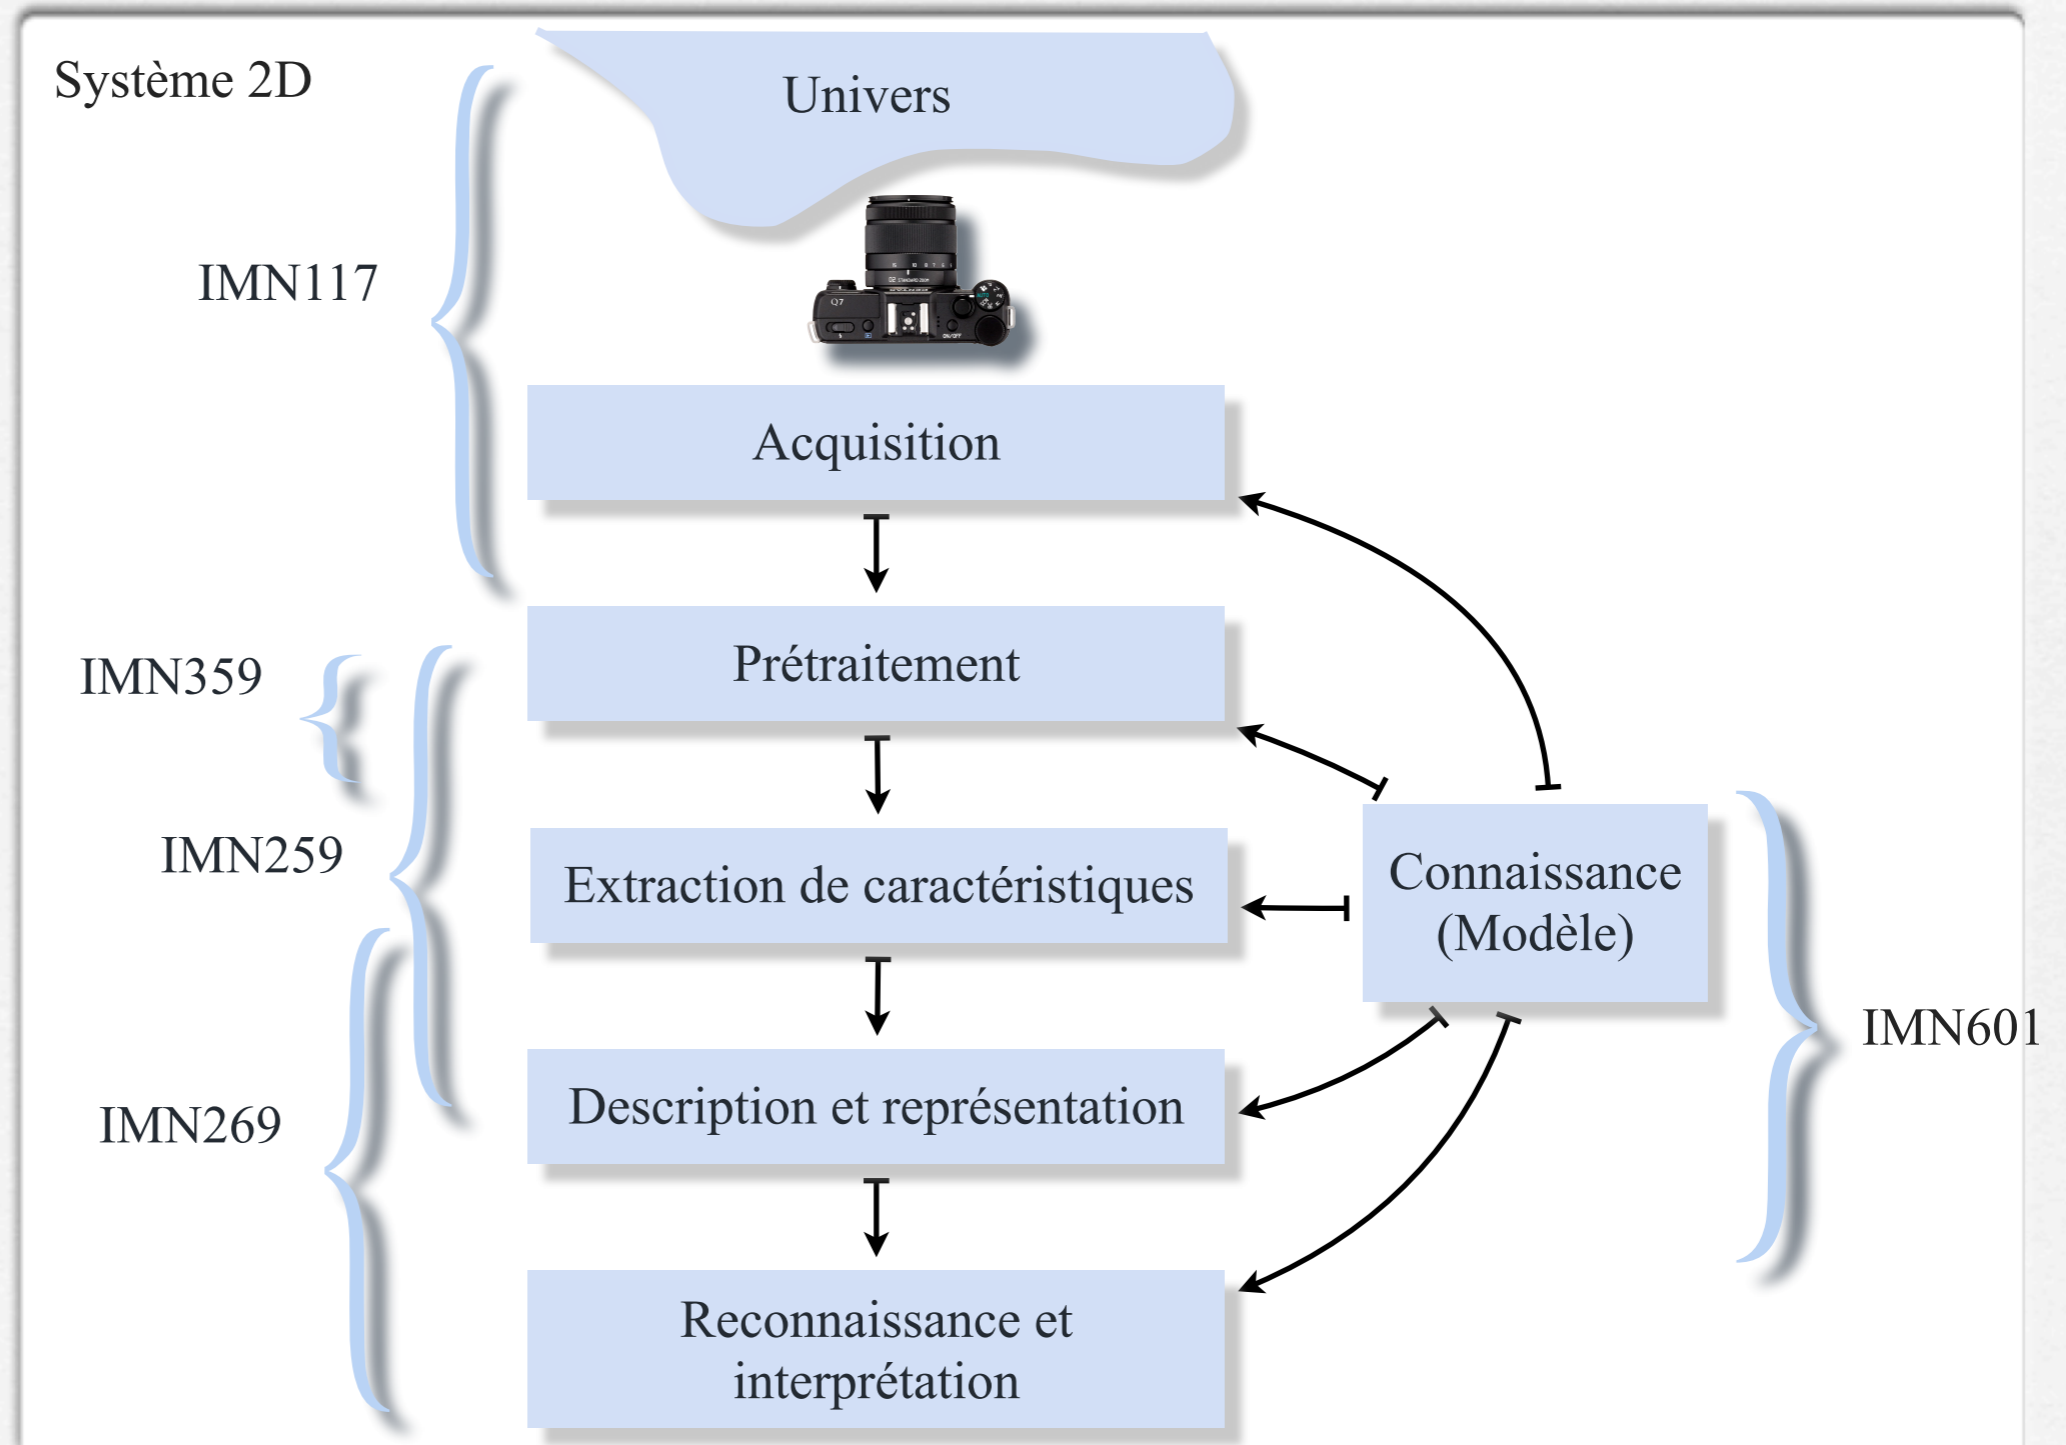 Système 2D
Univers
IMN117
Q7
Acquisition
IMN359
Prétraitement
IMN259
Extraction de caractéristiques
Connaissance
(Modèle)
IMN601
IMN269
Description et représentation
Reconnaissance et
interprétation